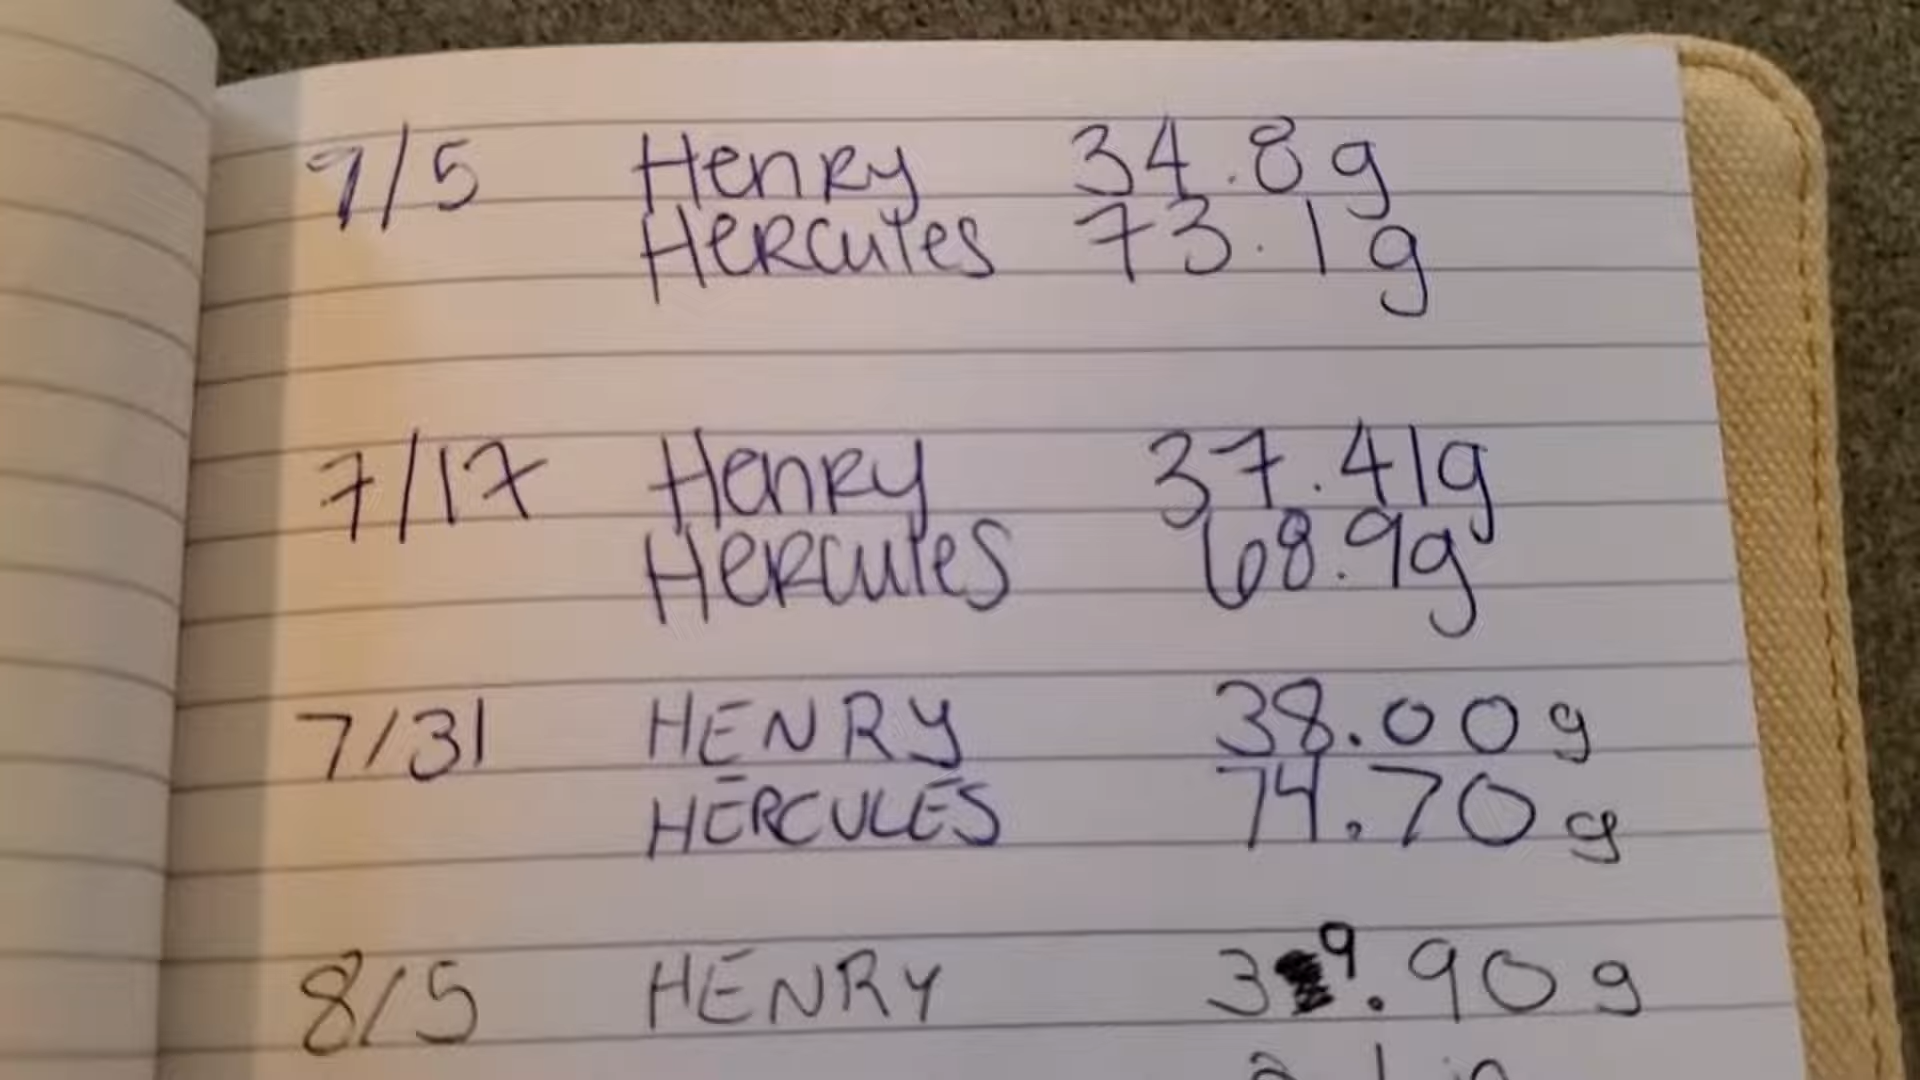 7/5 Henry 34.8g
Hercules 73.1g
7/17 Henry 37.41g
Hercules 68.9g
7/31 HENRY 38.00g
HERCULES 74.70g
8/5 HENRY 39.90g